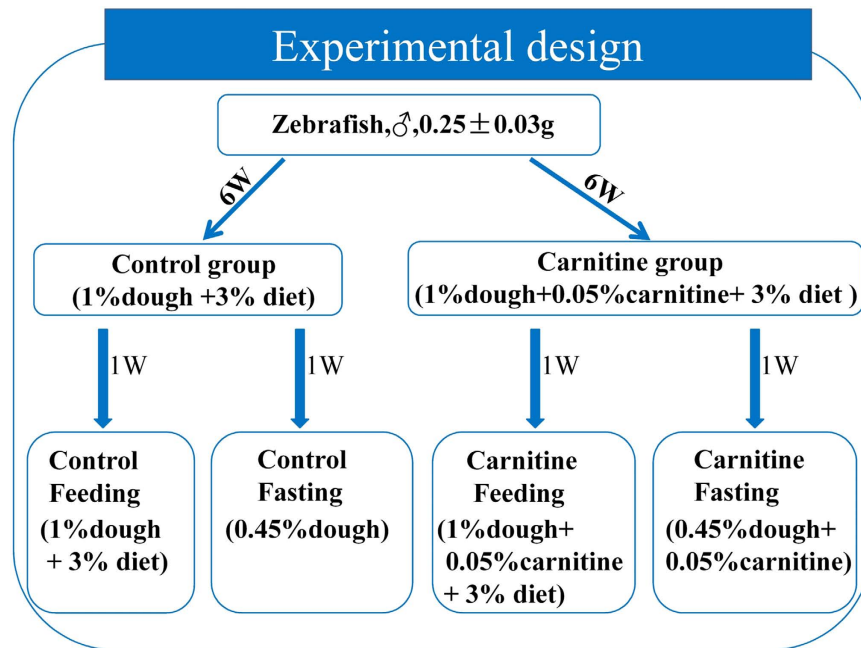 Experimental design
Zebrafish,♂,0.25±0.03g
6W
6W
Control group
(1%dough +3% diet)
Carnitine group
(1%dough+0.05%carnitine+ 3% diet )
1W
1W
1W
1W
Control
Feeding
(1%dough
+ 3% diet)
Control
Fasting
(0.45%dough)
Carnitine
Feeding
(1%dough+
0.05%carnitine
+ 3% diet)
Carnitine
Fasting
(0.45%dough+
0.05%carnitine)